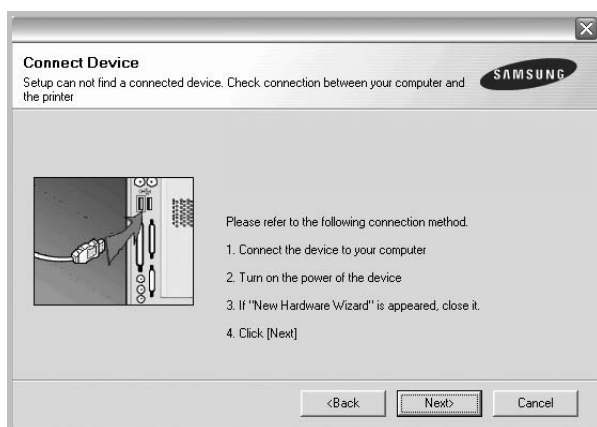 Connect Device
Setup can not find a connected device. Check connection between your computer and
the printer
SAMSUNG
Please refer to the following connection method.
1. Connect the device to your computer
2. Turn on the power of the device
3. If "New Hardware Wizard" is appeared, close it.
4. Click [Next]
<Back
Next>
Cancel